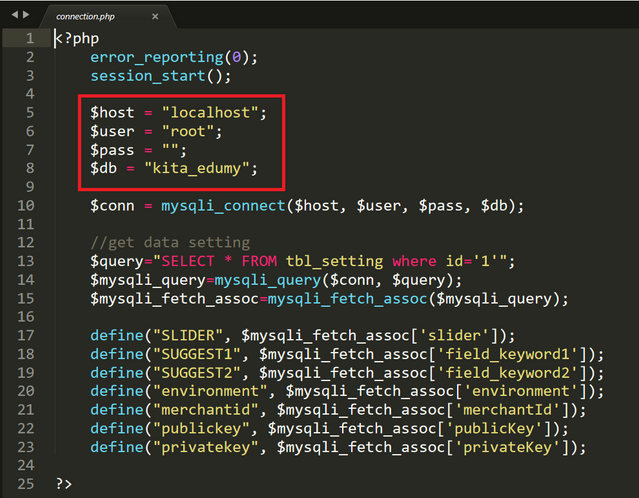 connection.php
1 <?php
2 error_reporting(0);
3 session_start();
4
5 $host = "localhost";
6 $user = "root";
7 $pass = "";
8 $db = "kita_edumy";
9
10 $conn = mysqli_connect($host, $user, $pass, $db);
11
12 //get data setting
13 $query="SELECT * FROM tbl_setting where id='1'";
14 $mysqli_query=mysqli_query($conn, $query);
15 $mysqli_fetch_assoc=mysqli_fetch_assoc($mysqli_query);
16
17 define("SLIDER", $mysqli_fetch_assoc['slider']);
18 define("SUGGEST1", $mysqli_fetch_assoc['field_keyword1']);
19 define("SUGGEST2", $mysqli_fetch_assoc['field_keyword2']);
20 define("environment", $mysqli_fetch_assoc['environment']);
21 define("merchantid", $mysqli_fetch_assoc['merchantId']);
22 define("publickey", $mysqli_fetch_assoc['publicKey']);
23 define("privatekey", $mysqli_fetch_assoc['privateKey']);
24
25 ?>